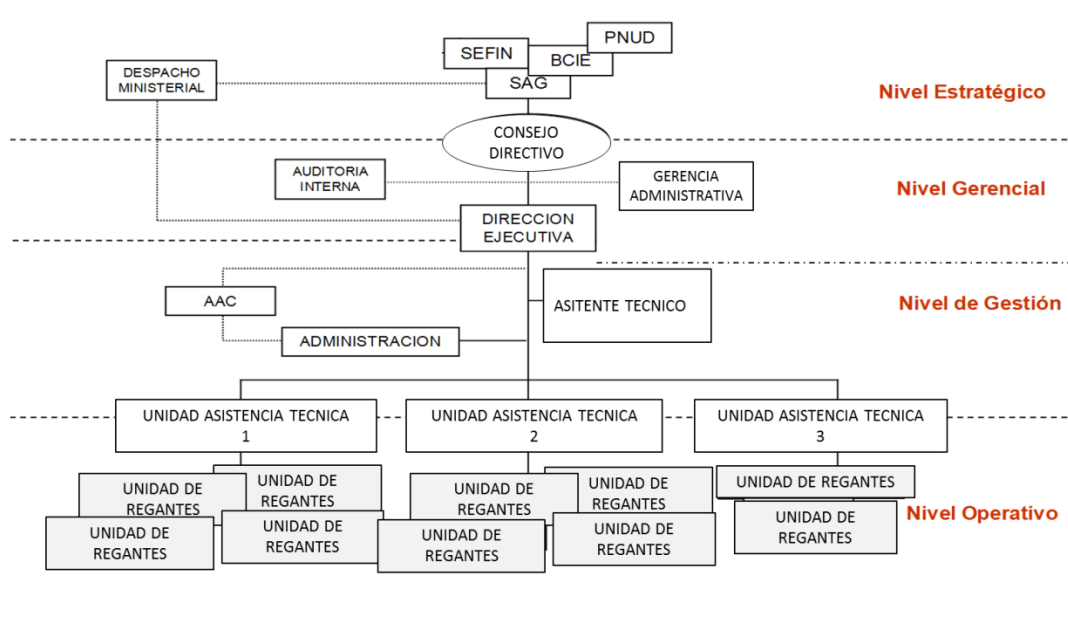 PNUD
SEFIN
BCIE
SAG
DESPACHO
MINISTERIAL
Nivel Estratégico
CONSEJO
DIRECTIVO
AUDITORIA
INTERNA
GERENCIA
ADMINISTRATIVA
Nivel Gerencial
DIRECCION
EJECUTIVA
AAC
ASITENTE TECNICO
Nivel de Gestión
ADMINISTRACION
UNIDAD ASISTENCIA TECNICA
1
UNIDAD ASISTENCIA TECNICA
2
UNIDAD ASISTENCIA TECNICA
3
UNIDAD DE
REGANTES
UNIDAD DE
REGANTES
UNIDAD DE
REGANTES
UNIDAD DE
REGANTES
UNIDAD DE
REGANTES
UNIDAD DE
REGANTES
UNIDAD DE
REGANTES
UNIDAD DE
REGANTES
UNIDAD DE REGANTES
UNIDAD DE
REGANTES
Nivel Operativo